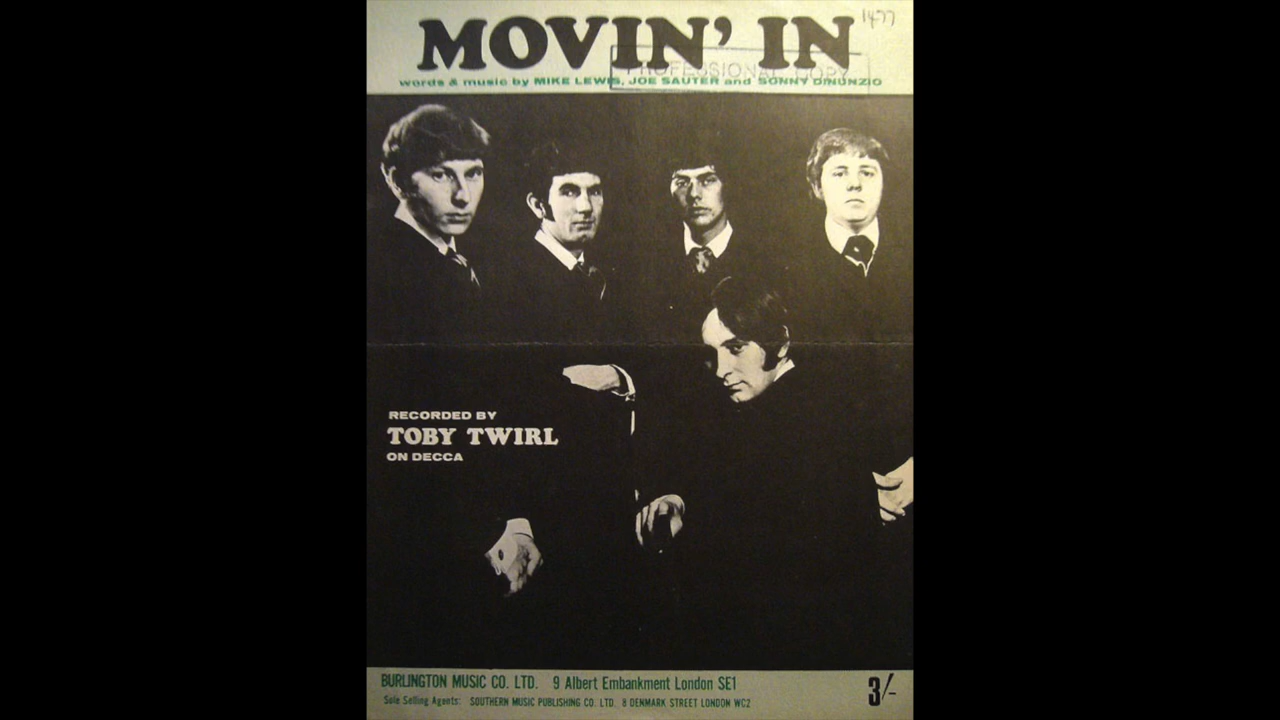 MOVIN' IN
1477
PROFESSIONAL COPY
words & music by MIKE LEWIS, JOE SAUTER and SONNY DINUNZIO
RECORDED BY
TOBY TWIRL
ON DECCA
BURLINGTON MUSIC CO. LTD. 9 Albert Embankment London SE1
Sole Selling Agents: SOUTHERN MUSIC PUBLISHING CO. LTD. 8 DENMARK STREET LONDON WC2
3/-